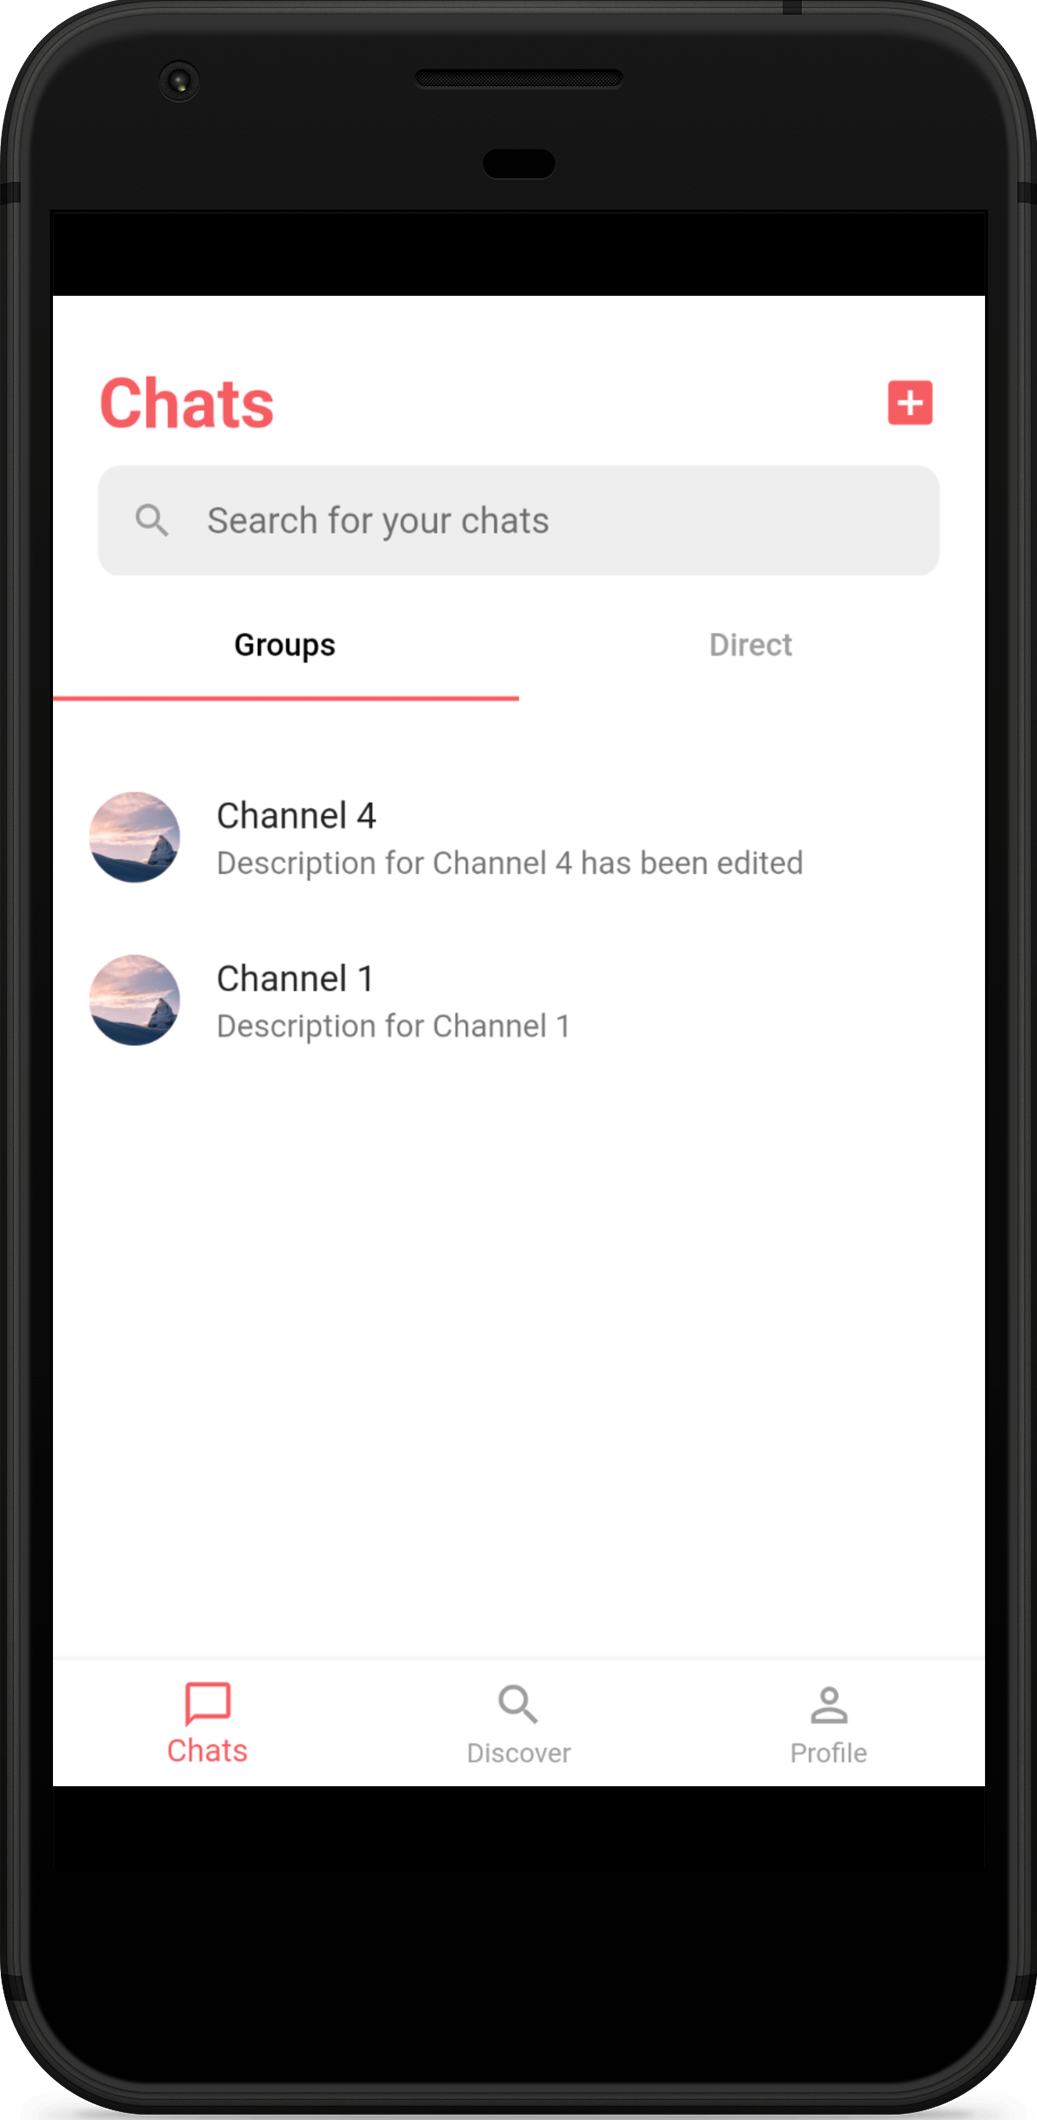 Chats
Search for your chats
Groups
Direct
Channel 4
Description for Channel 4 has been edited
Channel 1
Description for Channel 1
Chats
Discover
Profile